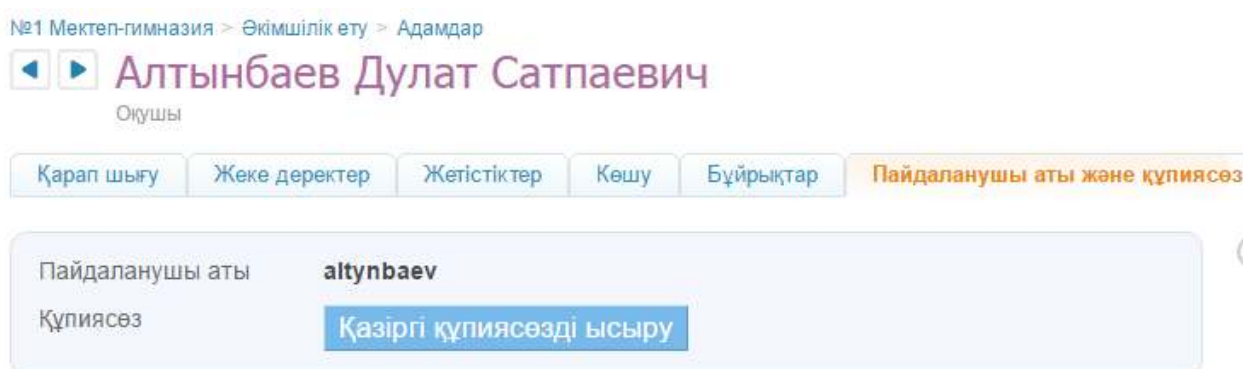 №1 Мектеп-гимназия > Әкімшілік ету > Адамдар
Алтынбаев Дулат Сатпаевич
Оқушы
Қарап шығу Жеке деректер Жетістіктер Көшу Бұйрықтар Пайдаланушы аты және құпиясөз
Пайдаланушы аты altynbaev
Құпиясөз Қазіргі құпиясөзді ысыру